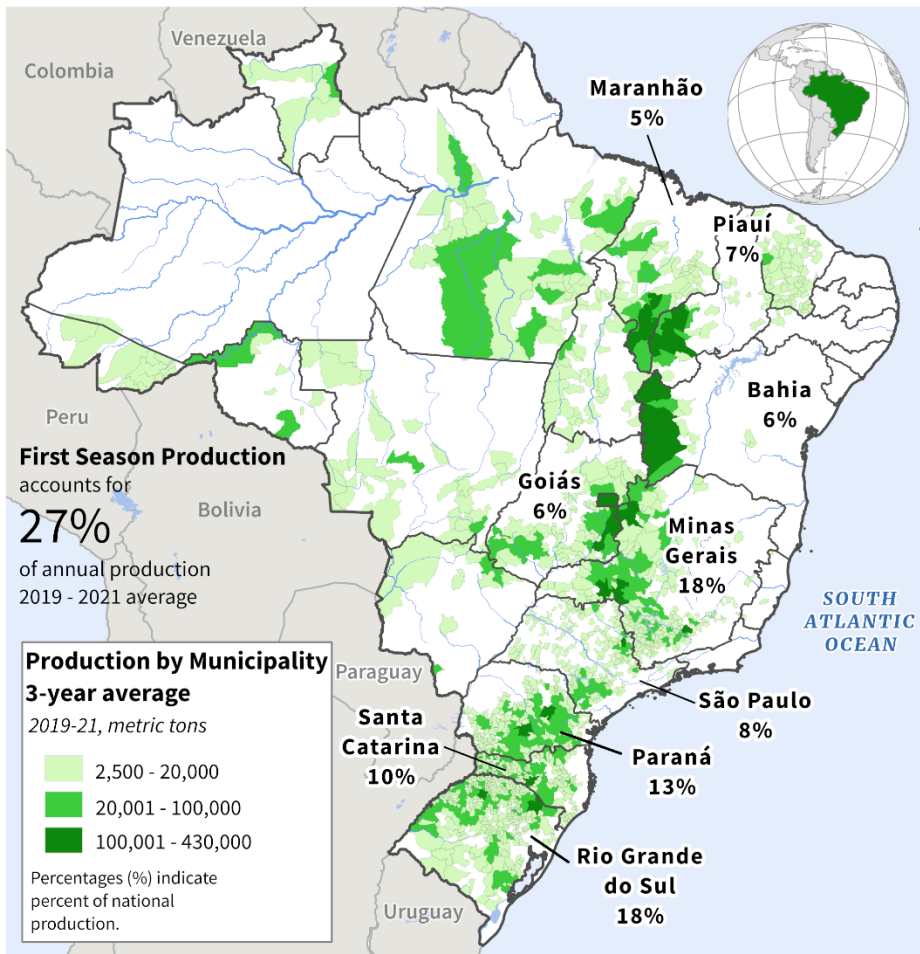 Venezuela
Colombia
Maranhão
5%
Piauí
7%
Bahia
6%
Peru
First Season Production
accounts for
27%
of annual production
2019 - 2021 average
Bolivia
Goiás
6%
Minas
Gerais
18%
SOUTH
ATLANTIC
OCEAN
Production by Municipality
3-year average
2019-21, metric tons
2,500 - 20,000
20,001 - 100,000
100,001 - 430,000
Percentages (%) indicate
percent of national
production.
Paraguay
São Paulo
8%
Santa
Catarina
10%
Paraná
13%
Rio Grande
do Sul
18%
Uruguay